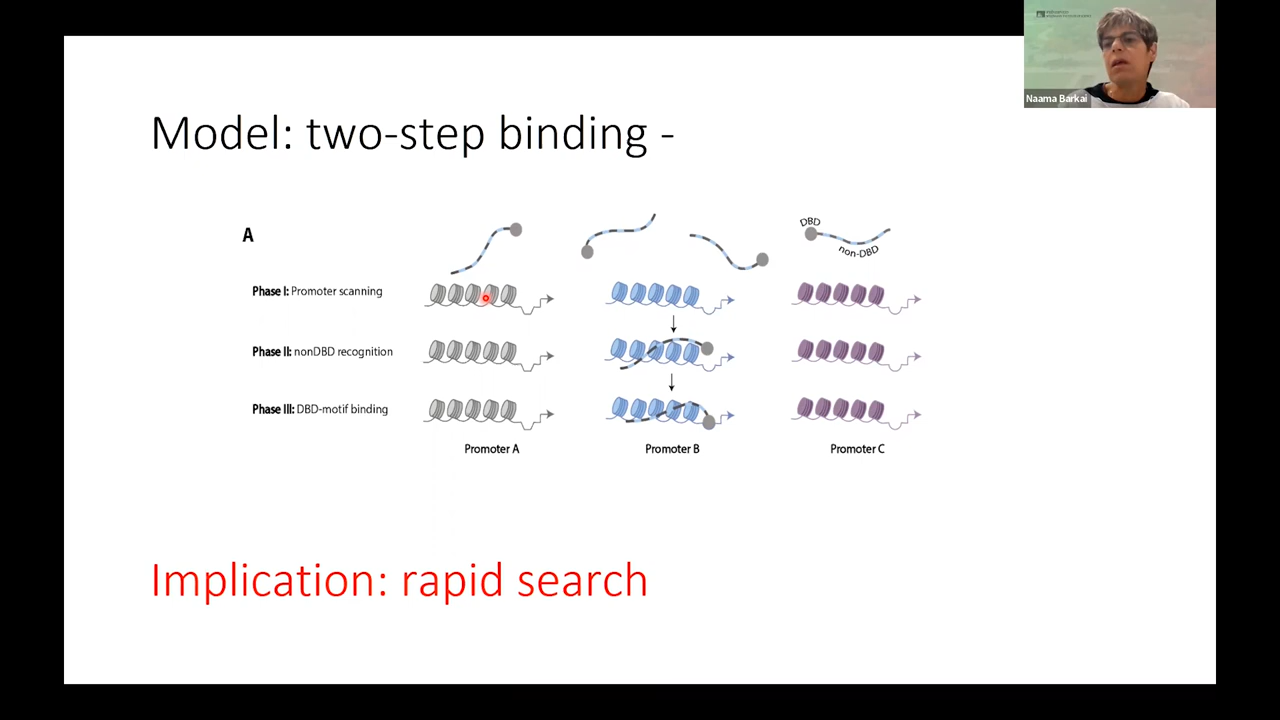 Naama Barkai
Model: two-step binding -
A
DBD
non-DBD
Phase I: Promoter scanning
Phase II: nonDBD recognition
Phase III: DBD-motif binding
Promoter A
Promoter B
Promoter C
Implication: rapid search